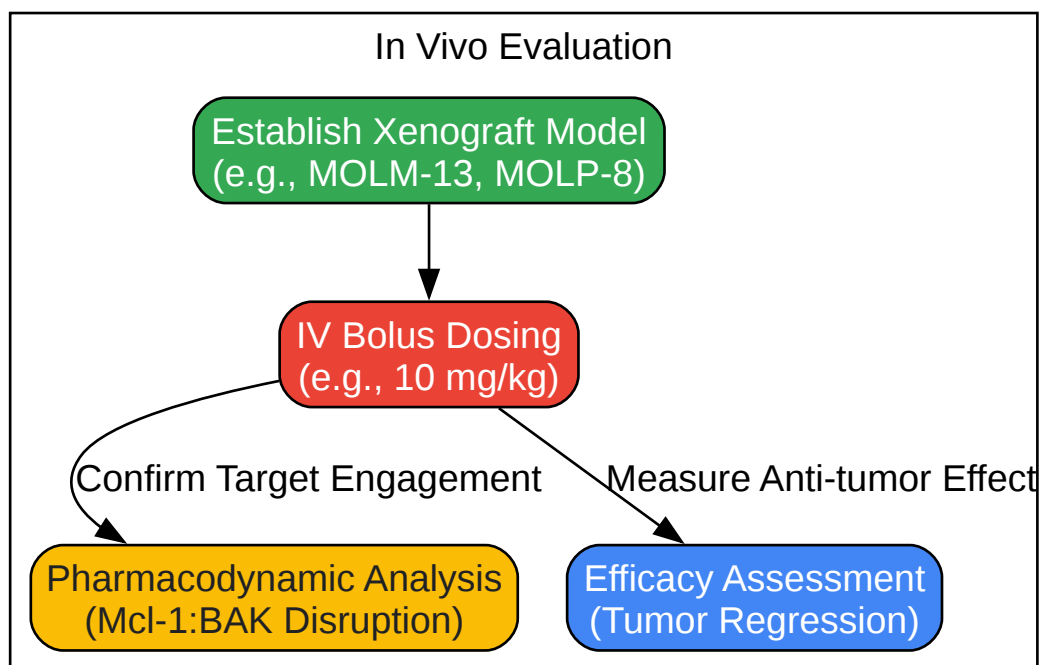 In Vivo Evaluation
Establish Xenograft Model
(e.g., MOLM-13, MOLP-8)
IV Bolus Dosing
(e.g., 10 mg/kg)
Confirm Target Engagement
Measure Anti-tumor Effect
Pharmacodynamic Analysis
(Mcl-1:BAK Disruption)
Efficacy Assessment
(Tumor Regression)